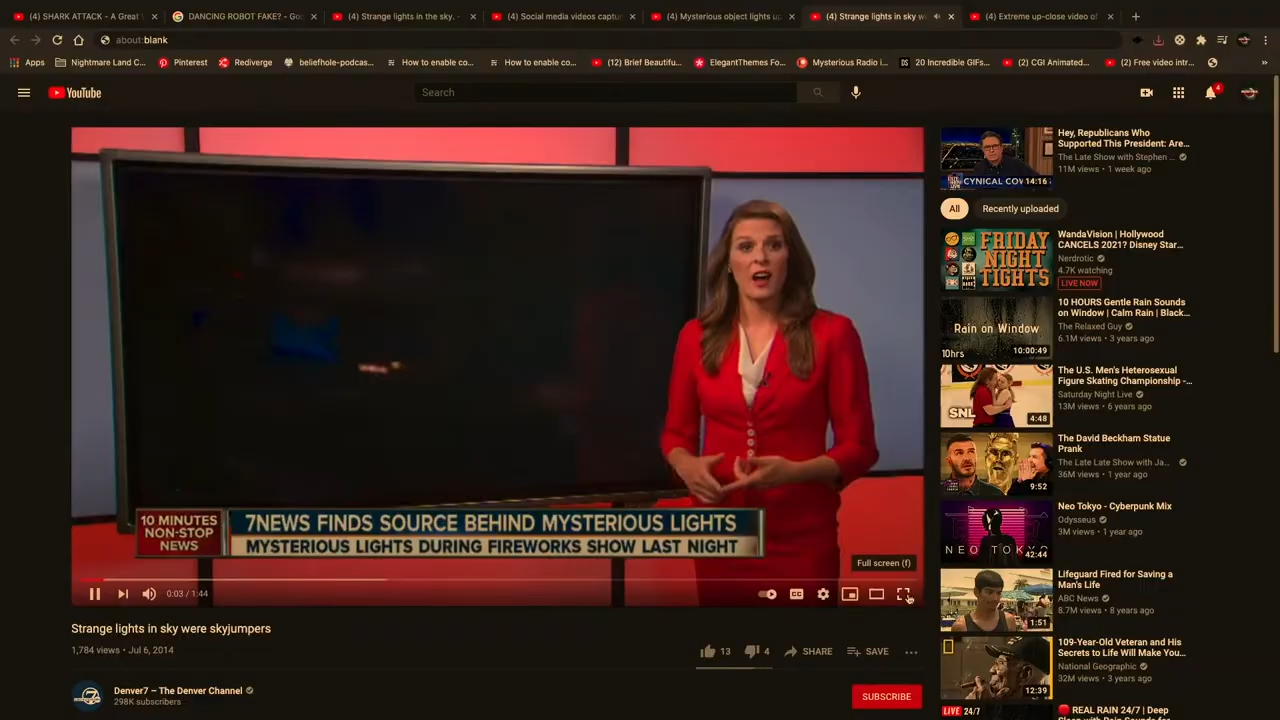 (4) SHARK ATTACK - A Great
DANCING ROBOT FAKE? - Go
(4) Strange lights in the sky. -
(4) Social media videos captu
(4) Mysterious object lights u
(4) Strange lights in sky w
(4) Extreme up-close video of
about:blank
Apps
Nightmare Land C...
Pinterest
Rediverge
beliefhole-podcas...
How to enable co...
How to enable co...
(12) Brief Beautifu...
ElegantThemes Fo...
Mysterious Radio i...
20 Incredible GIFs...
(2) CGI Animated...
(2) Free video intr...
YouTube
Search
4
10 MINUTES
NON-STOP
NEWS
7NEWS FINDS SOURCE BEHIND MYSTERIOUS LIGHTS
MYSTERIOUS LIGHTS DURING FIREWORKS SHOW LAST NIGHT
Full screen (f)
0:03 / 1:44
CC
Strange lights in sky were skyjumpers
1,784 views • Jul 6, 2014
13
4
SHARE
SAVE
Denver7 – The Denver Channel
298K subscribers
SUBSCRIBE
CYNICAL COW
14:16
Hey, Republicans Who
Supported This President: Are...
The Late Show with Stephen ...
11M views • 1 week ago
All
Recently uploaded
FRIDAY
NIGHT
TIGHTS
WandaVision | Hollywood
CANCELS 2021? Disney Star...
Nerdrotic
4.7K watching
LIVE NOW
Rain on Window
10hrs
10:00:49
10 HOURS Gentle Rain Sounds
on Window | Calm Rain | Black...
The Relaxed Guy
6.1M views • 3 years ago
SNL
4:48
The U.S. Men's Heterosexual
Figure Skating Championship -...
Saturday Night Live
13M views • 6 years ago
9:52
The David Beckham Statue
Prank
The Late Late Show with Ja...
36M views • 1 year ago
NEO TOKYO
42:44
Neo Tokyo - Cyberpunk Mix
Odysseus
3M views • 1 year ago
1:51
Lifeguard Fired for Saving a
Man's Life
ABC News
8.7M views • 8 years ago
12:39
109-Year-Old Veteran and His
Secrets to Life Will Make You...
National Geographic
32M views • 3 years ago
LIVE 24/7
REAL RAIN 24/7 | Deep